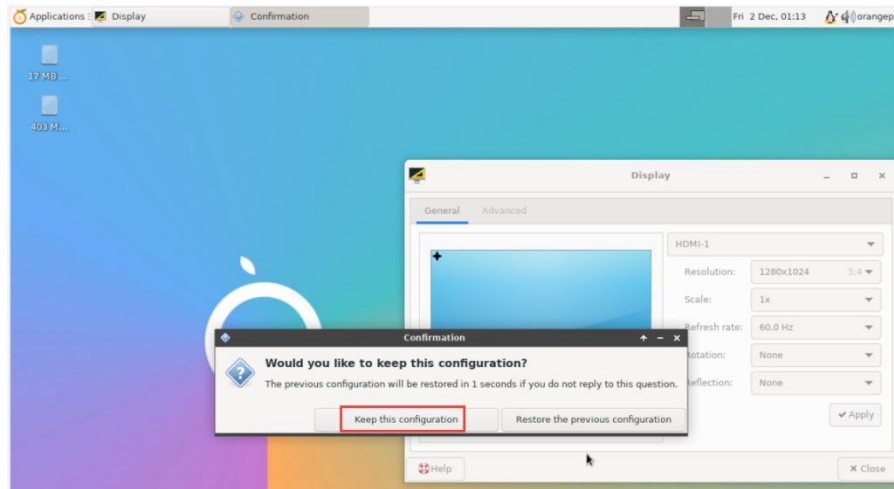 Applications Display Confirmation Fri 2 Dec, 01:13 orangep
17 MB ...
403 M...
Display
General Advanced
HDMI-1
Resolution: 1280x1024 5:4
Scale: 1x
Refresh rate: 60.0 Hz
Rotation: None
Reflection: None
Apply
Confirmation
Would you like to keep this configuration?
The previous configuration will be restored in 1 seconds if you do not reply to this question.
Keep this configuration Restore the previous configuration
Help Close